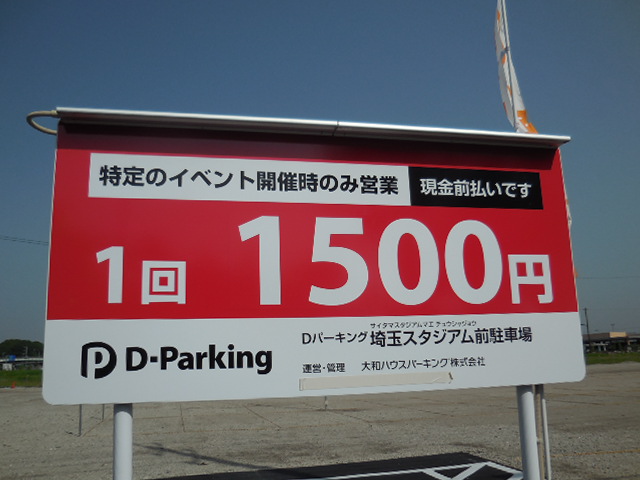 特定のイベント開催時のみ営業 現金前払いです
1回 1500円
サイタマスタジアムマエ チュウシャジョウ
D-Parking Dパーキング 埼玉スタジアム前駐車場
運営・管理 大和ハウスパーキング株式会社